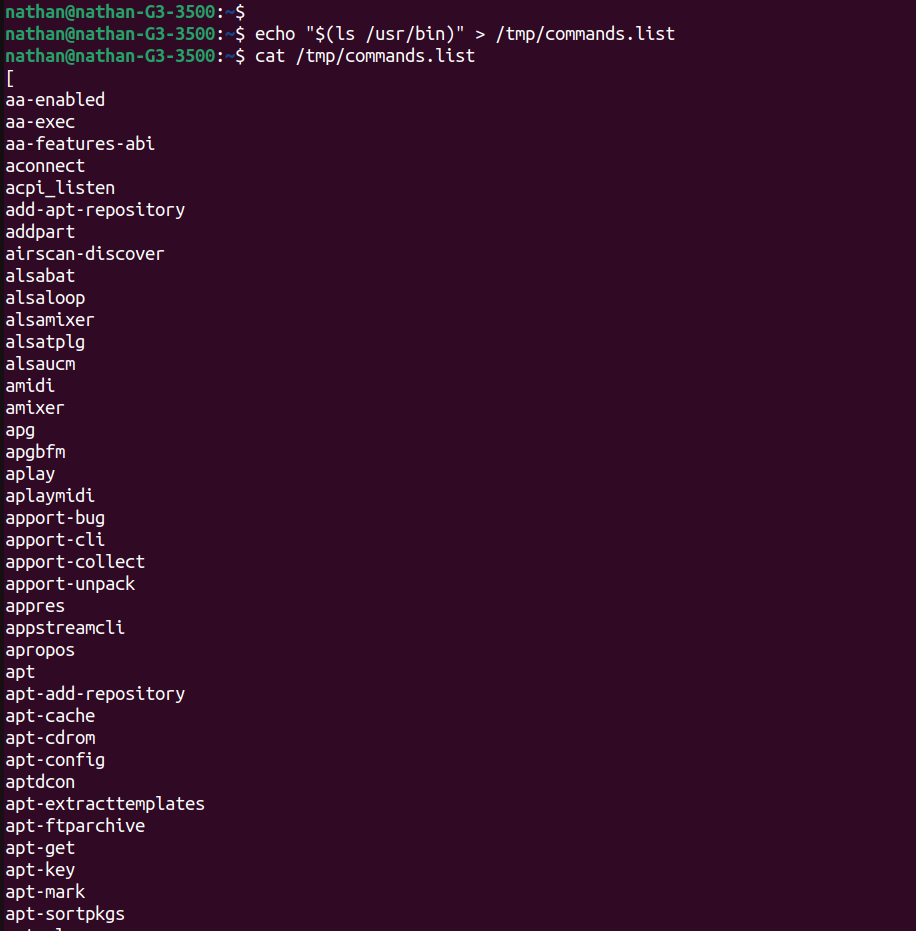 nathan@nathan-G3-3500:~$
nathan@nathan-G3-3500:~$ echo "$(ls /usr/bin)" > /tmp/commands.list
nathan@nathan-G3-3500:~$ cat /tmp/commands.list
[
aa-enabled
aa-exec
aa-features-abi
aconnect
acpi_listen
add-apt-repository
addpart
airscan-discover
alsabat
alsaloop
alsamixer
alsatplg
alsaucm
amidi
amixer
apg
apgbfm
aplay
aplaymidi
apport-bug
apport-cli
apport-collect
apport-unpack
appres
appstreamcli
apropos
apt
apt-add-repository
apt-cache
apt-cdrom
apt-config
aptdcon
apt-extracttemplates
apt-ftparchive
apt-get
apt-key
apt-mark
apt-sortpkgs